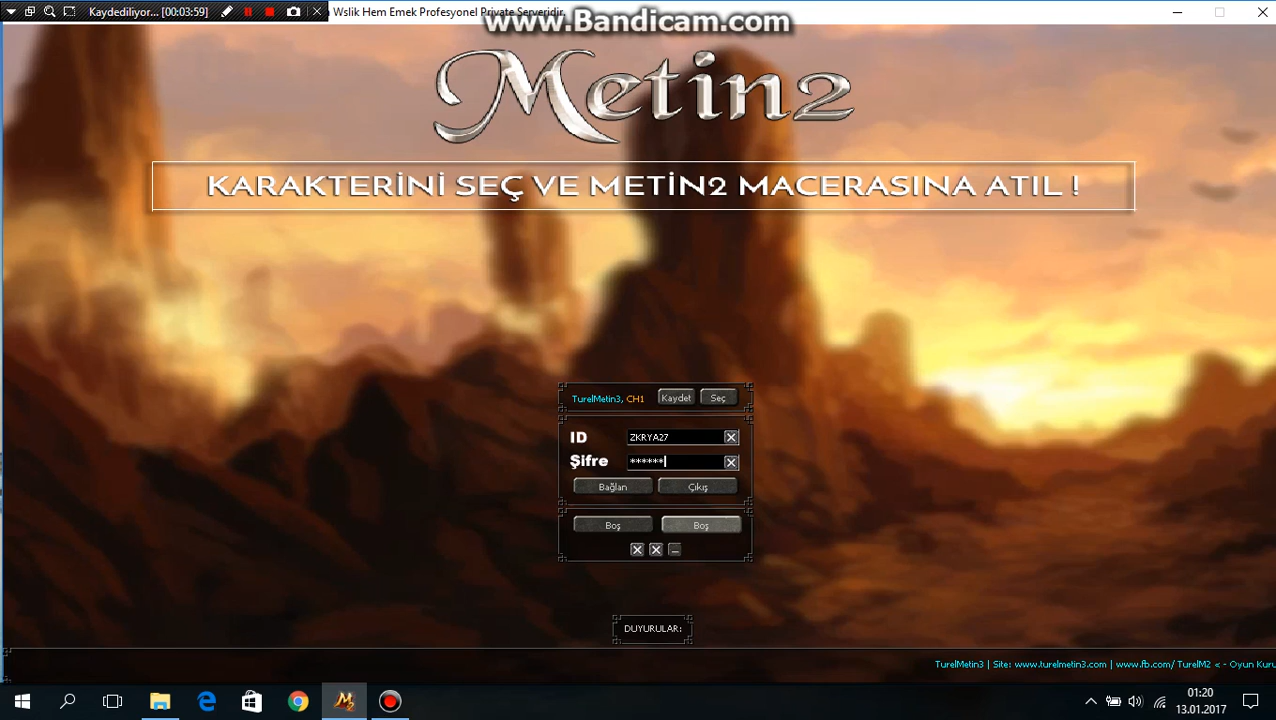 Kaydediliyor... [00:03:59]
Wslik Hem Emek Profesyonel Private Serveridir.
www.Bandicam.com
Metin2
KARAKTERİNİ SEÇ VE METİN2 MACERASINA ATIL !
TurelMetin3, CH1 Kaydet Seç
ID ZKRYA27
Şifre ******
Bağlan Çıkış
Boş Boş
DUYURULAR:
TurelMetin3 | Site: www.turelmetin3.com | www.fb.com/ TurelM2 < - Oyun Kuru
01:20
13.01.2017